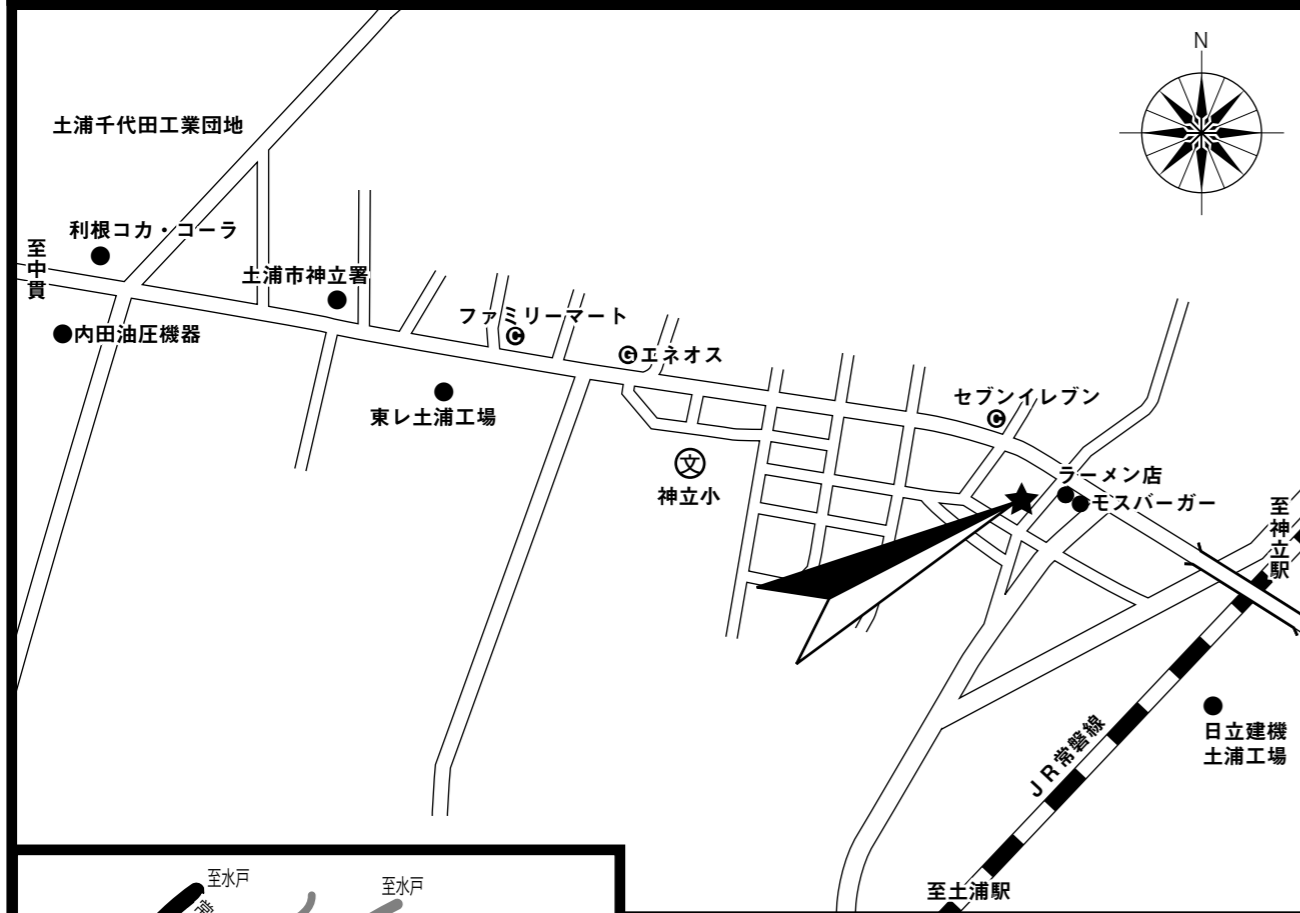 N
土浦千代田工業団地
利根コカ・コーラ
至中貫
土浦市神立署
内田油圧機器
ファミリーマート
C
G エネオス
東レ土浦工場
セブンイレブン
C
文
神立小
ラーメン店
モスバーガー
至神立駅
JR常磐線
日立建機
土浦工場
至土浦駅
至水戸
至水戸
常